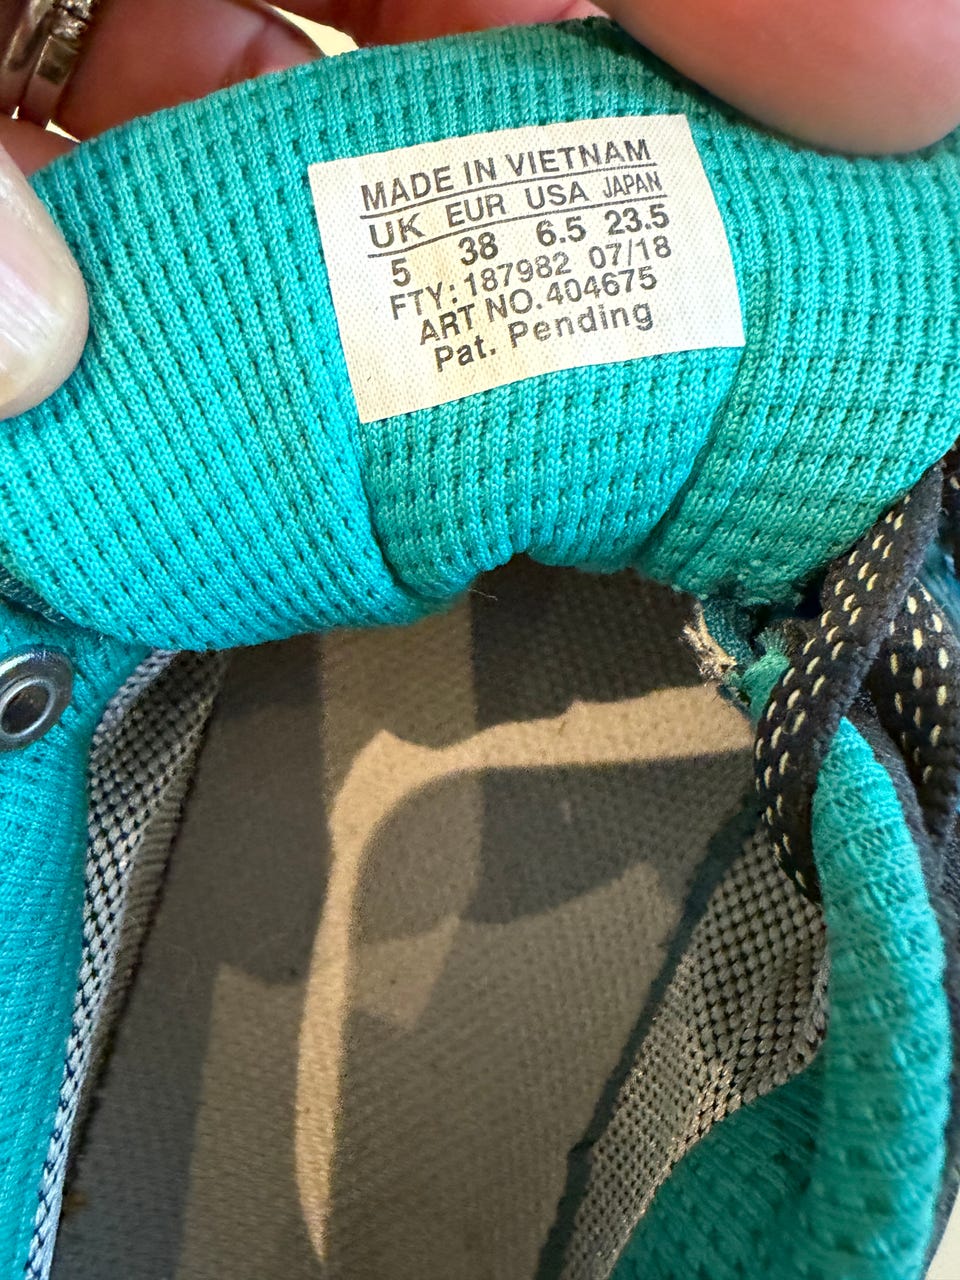 MADE IN VIETNAM
UK EUR USA JAPAN
5 38 6.5 23.5
FTY: 187982 07/18
ART NO. 404675
Pat. Pending